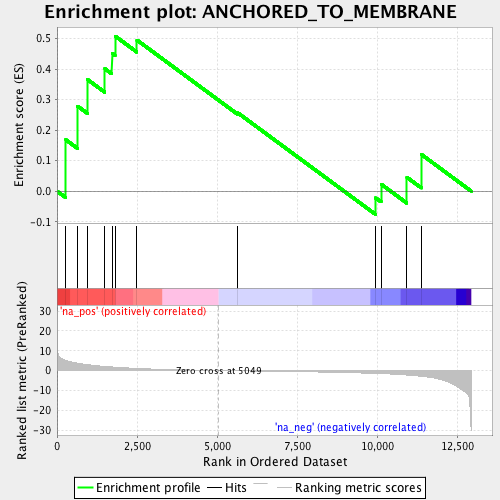 Enrichment plot: ANCHORED_TO_MEMBRANE
Enrichment score (ES)
0.5
0.4
0.3
0.2
0.1
0.0
-0.1
'na_pos' (positively correlated)
Ranked list metric (PreRanked)
30
20
10
0
-10
-20
-30
Zero cross at 5049
'na_neg' (negatively correlated)
0
2,500
5,000
7,500
10,000
12,500
Rank in Ordered Dataset
Enrichment profile
Hits
Ranking metric scores